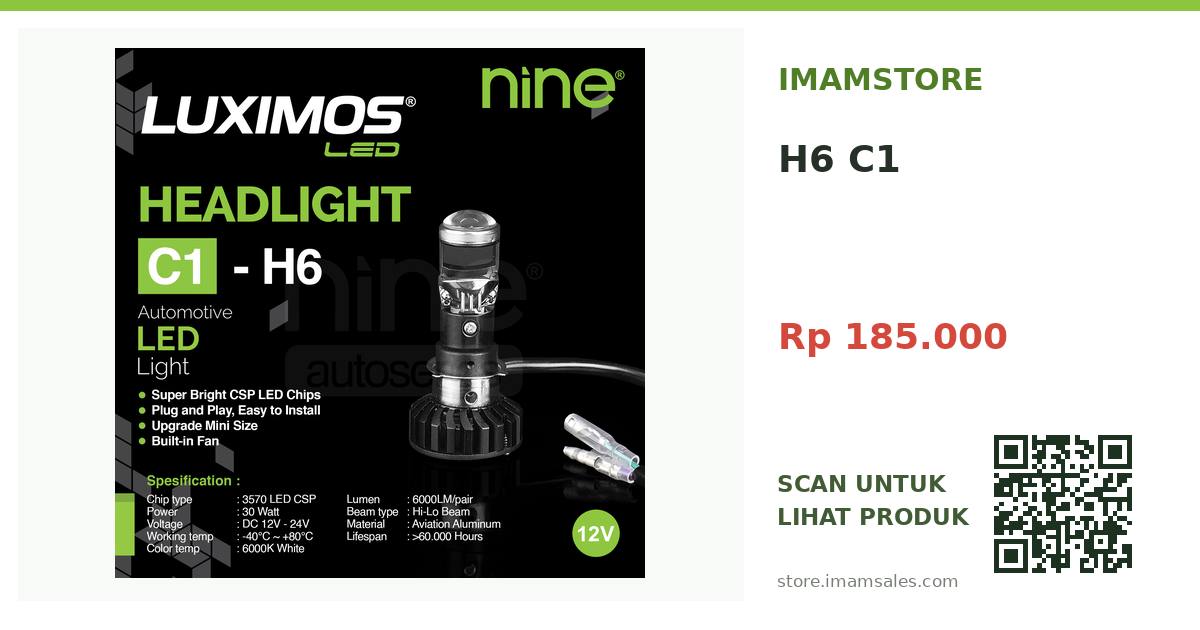 nine®
LUXIMOS®
LED
HEADLIGHT
C1 - H6
Automotive
LED
Light
Super Bright CSP LED Chips
Plug and Play, Easy to Install
Upgrade Mini Size
Built-in Fan
Spesification :
Chip type : 3570 LED CSP
Power : 30 Watt
Voltage : DC 12V - 24V
Working temp : -40°C ~ +80°C
Color temp : 6000K White
Lumen : 6000LM/pair
Beam type : Hi-Lo Beam
Material : Aviation Aluminum
Lifespan : >60.000 Hours
12V
nine®
IMAMSTORE
H6 C1
Rp 185.000
SCAN UNTUK
LIHAT PRODUK
store.imamsales.com